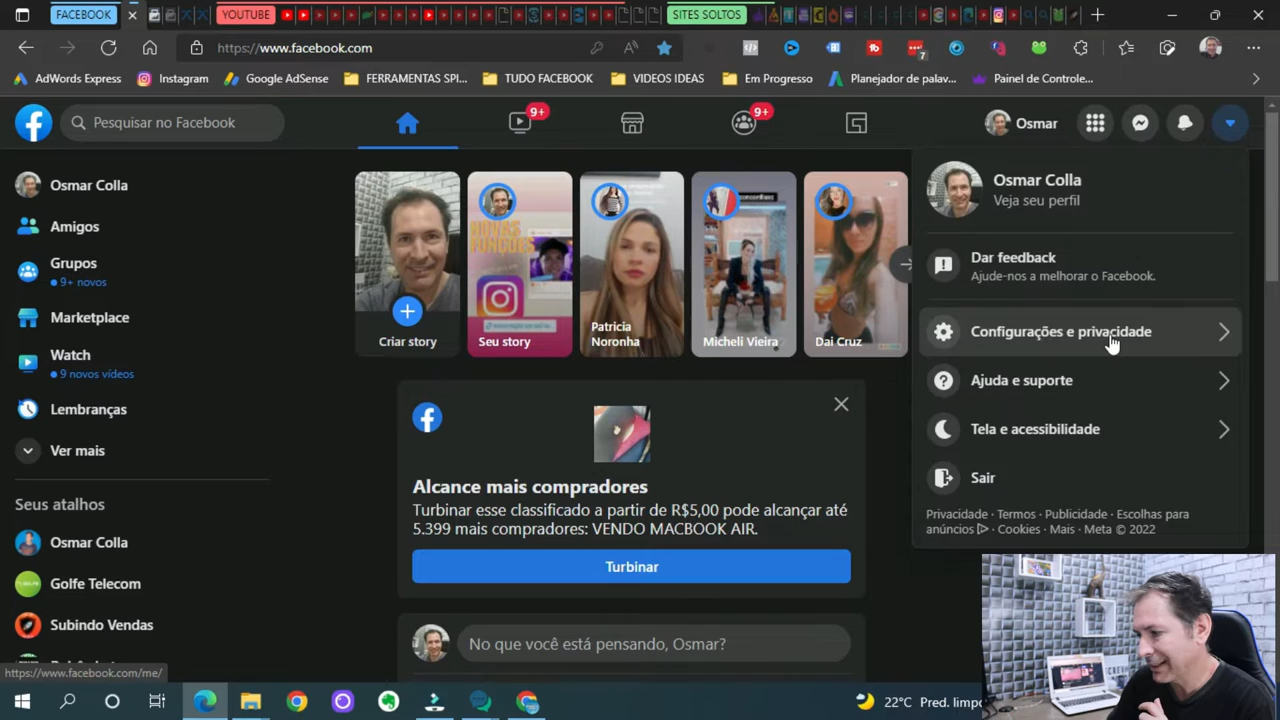 FACEBOOK
YOUTUBE
SITES SOLTOS
https://www.facebook.com
7
AdWords Express
Instagram
Google AdSense
FERRAMENTAS SPI...
TUDO FACEBOOK
VIDEOS IDEAS
Em Progresso
Planejador de palav...
Painel de Controle...
Pesquisar no Facebook
9+
9+
Osmar
Osmar Colla
Amigos
Grupos
9+ novos
Marketplace
Watch
9 novos vídeos
Lembranças
Ver mais
Seus atalhos
Osmar Colla
Golfe Telecom
Subindo Vendas
https://www.facebook.com/me/
Criar story
NOVAS
FUNÇÕES
Seu story
Patricia
Noronha
Micheli Vieira
Dai Cruz
Alcance mais compradores
Turbinar esse classificado a partir de R$5,00 pode alcançar até
5.399 mais compradores: VENDO MACBOOK AIR.
Turbinar
No que você está pensando, Osmar?
Osmar Colla
Veja seu perfil
Dar feedback
Ajude-nos a melhorar o Facebook.
Configurações e privacidade
Ajuda e suporte
Tela e acessibilidade
Sair
Privacidade · Termos · Publicidade · Escolhas para
anúncios · Cookies · Mais · Meta © 2022
22°C Pred. limpo